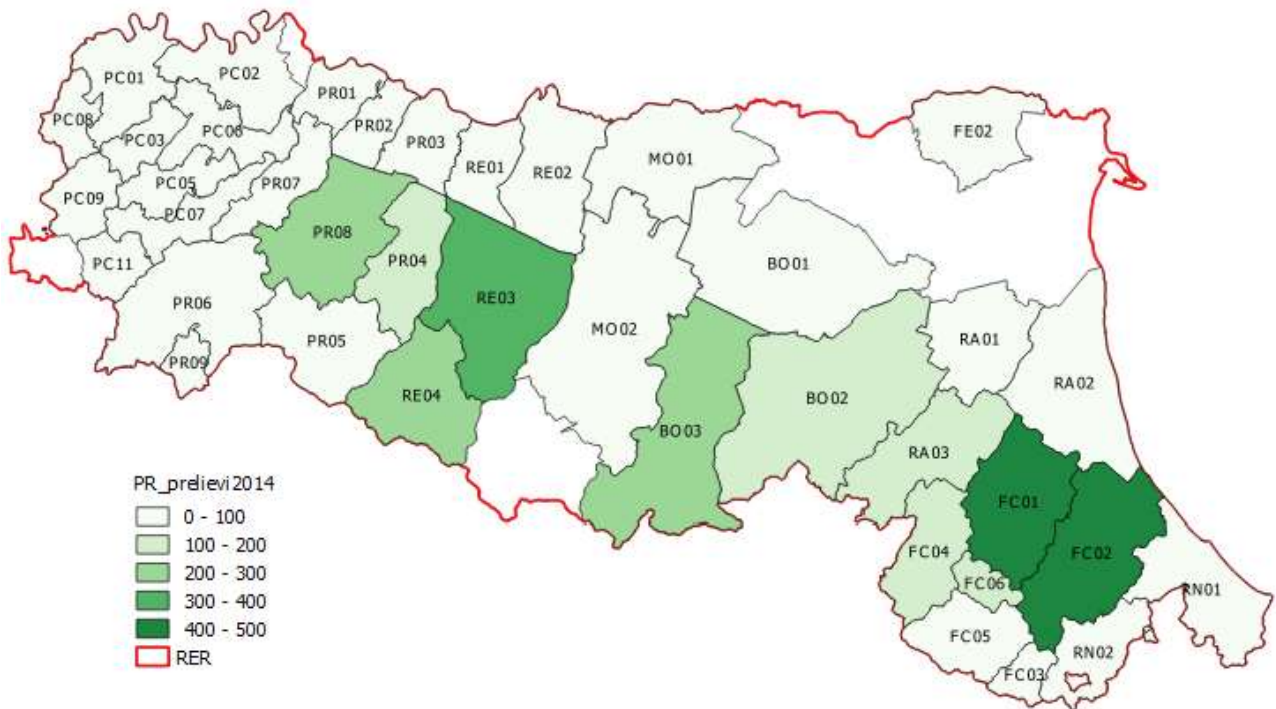 PC01
PC02
PR01
PC08
PC03
PC06
PR02
PR03
FE02
MO01
RE01
RE02
PC05
PR07
PC09
PC07
PR08
PR04
PC11
BO01
RE03
PR06
MO02
PR05
RA01
PR09
RA02
RE04
BO02
BO03
RA03
PR_prelievi2014
0 - 100
100 - 200
200 - 300
300 - 400
400 - 500
RER
FC01
FC04
FC02
FC06
RN01
FC05
RN02
FC03